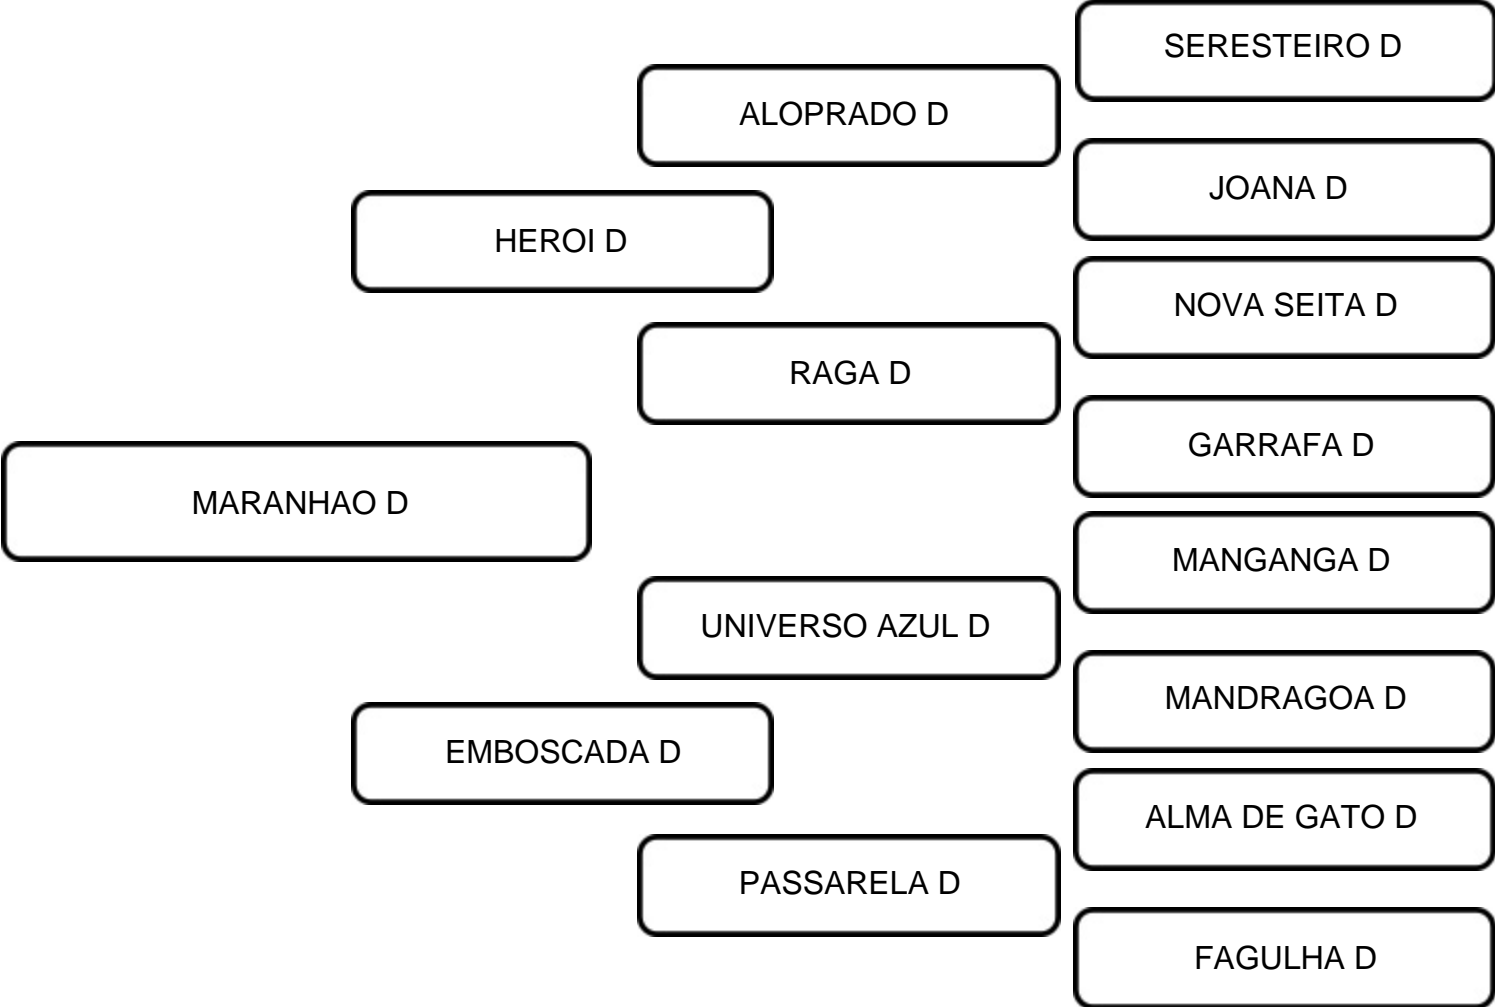 SERESTEIRO D
ALOPRADO D
JOANA D
HEROI D
NOVA SEITA D
RAGA D
GARRAFA D
MARANHAO D
MANGANGA D
UNIVERSO AZUL D
MANDRAGOA D
EMBOSCADA D
ALMA DE GATO D
PASSARELA D
FAGULHA D